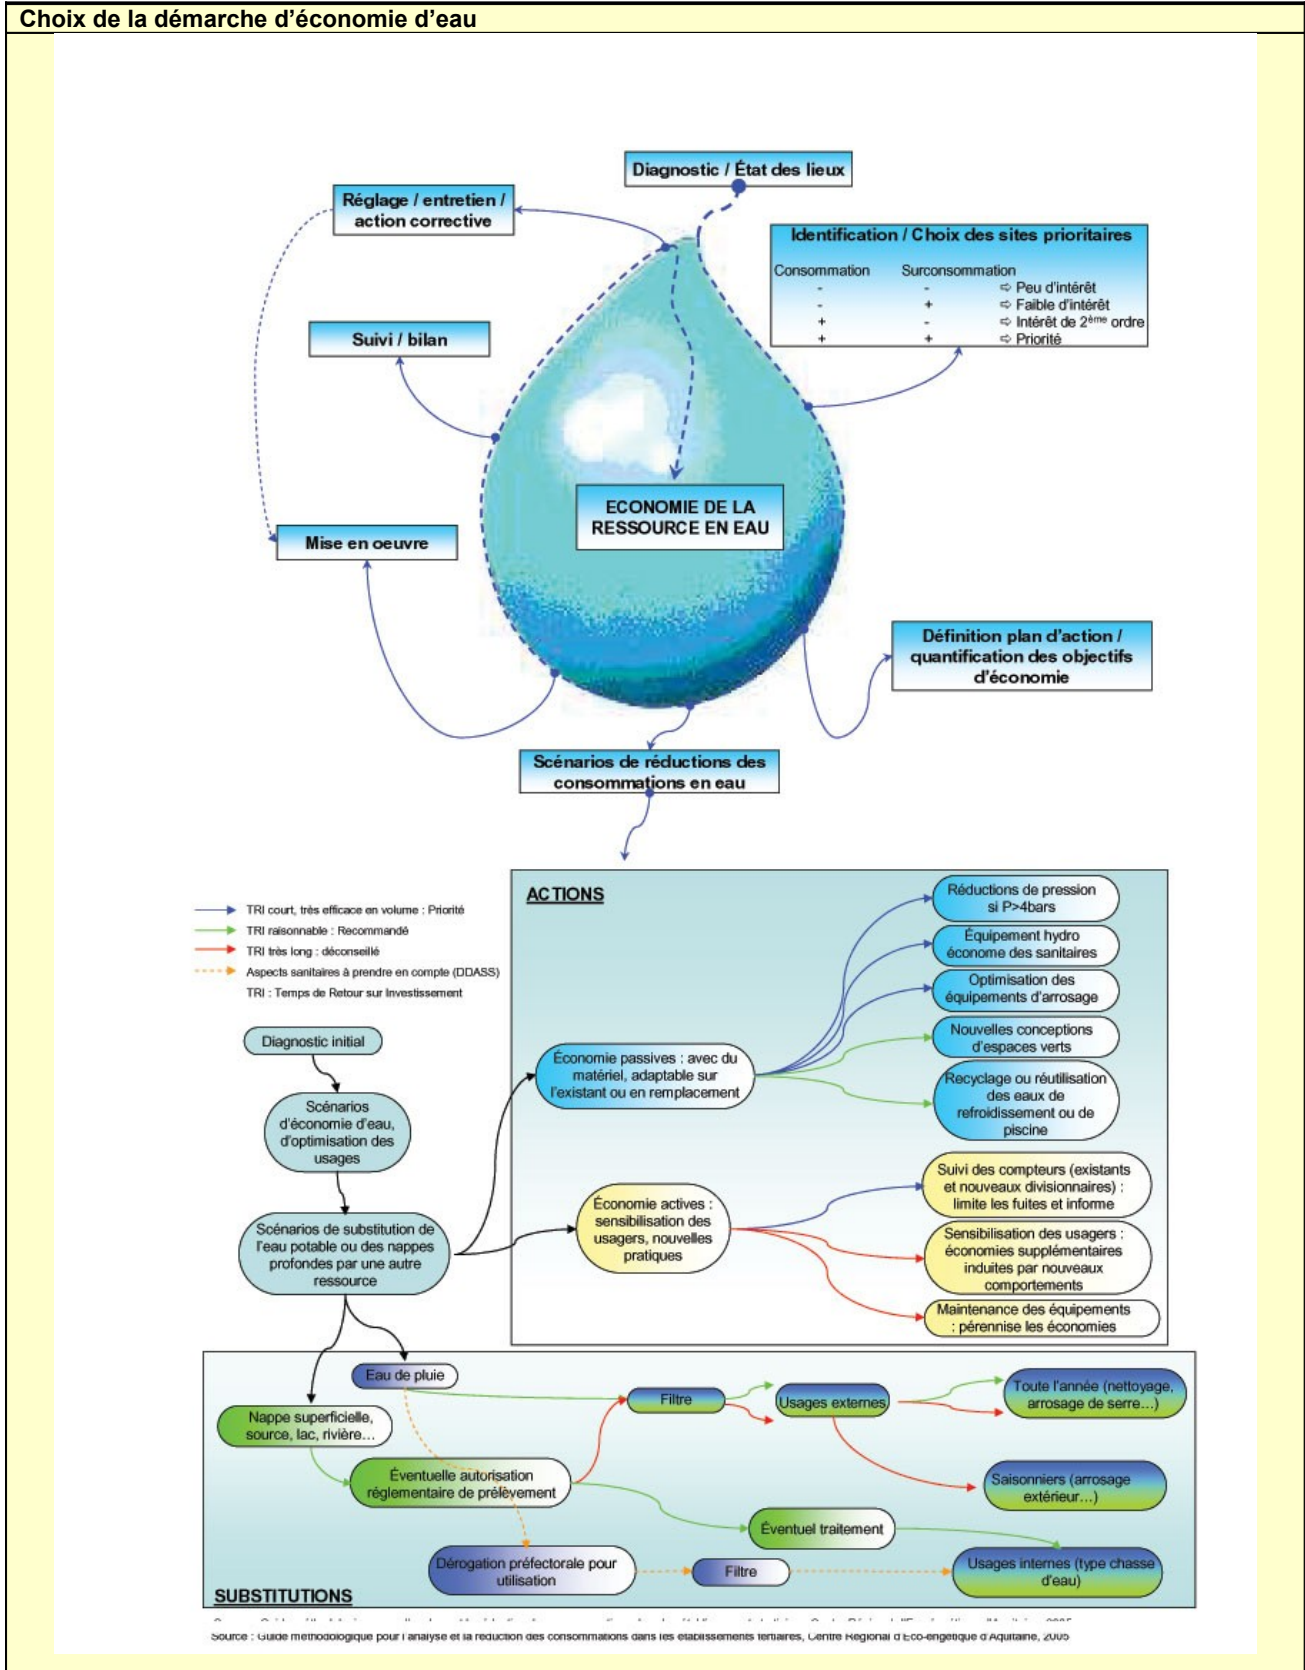 Choix de la démarche d'économie d'eau
Diagnostic / État des lieux
Réglage / entretien /
action corrective
Identification / Choix des sites prioritaires
Consommation Surconsommation
- - ⇨ Peu d'intérêt
- + ⇨ Faible d'intérêt
+ - ⇨ Intérêt de 2ème ordre
+ + ⇨ Priorité
Suivi / bilan
ECONOMIE DE LA
RESSOURCE EN EAU
Mise en oeuvre
Définition plan d'action /
quantification des objectifs
d'économie
Scénarios de réductions des
consommations en eau
TRI court, très efficace en volume : Priorité
TRI raisonnable : Recommandé
TRI très long : déconseillé
Aspects sanitaires à prendre en compte (DDASS)
TRI : Temps de Retour sur Investissement
ACTIONS
Réductions de pression
si P>4bars
Équipement hydro
économe des sanitaires
Optimisation des
équipements d'arrosage
Nouvelles conceptions
d'espaces verts
Recyclage ou réutilisation
des eaux de
refroidissement ou de
piscine
Économie passives : avec du
matériel, adaptable sur
l'existant ou en remplacement
Diagnostic initial
Scénarios
d'économie d'eau,
d'optimisation des
usages
Scénarios de substitution de
l'eau potable ou des nappes
profondes par une autre
ressource
Économie actives :
sensibilisation des
usagers, nouvelles
pratiques
Suivi des compteurs (existants
et nouveaux divisionnaires) :
limite les fuites et informe
Sensibilisation des usagers :
économies supplémentaires
induites par nouveaux
comportements
Maintenance des équipements
: pérennise les économies
Eau de pluie
Filtre
Usages externes
Toute l'année (nettoyage,
arrosage de serre…)
Nappe superficielle,
source, lac, rivière…
Éventuelle autorisation
réglementaire de prélèvement
Saisonniers (arrosage
extérieur…)
Éventuel traitement
Dérogation préfectorale pour
utilisation
Filtre
Usages internes (type chasse
d'eau)
SUBSTITUTIONS
Source : Guide méthodologique pour l'analyse et la réduction des consommations dans les établissements tertiaires, Centre Régional d'Eco-engétique d'Aquitaine, 2005